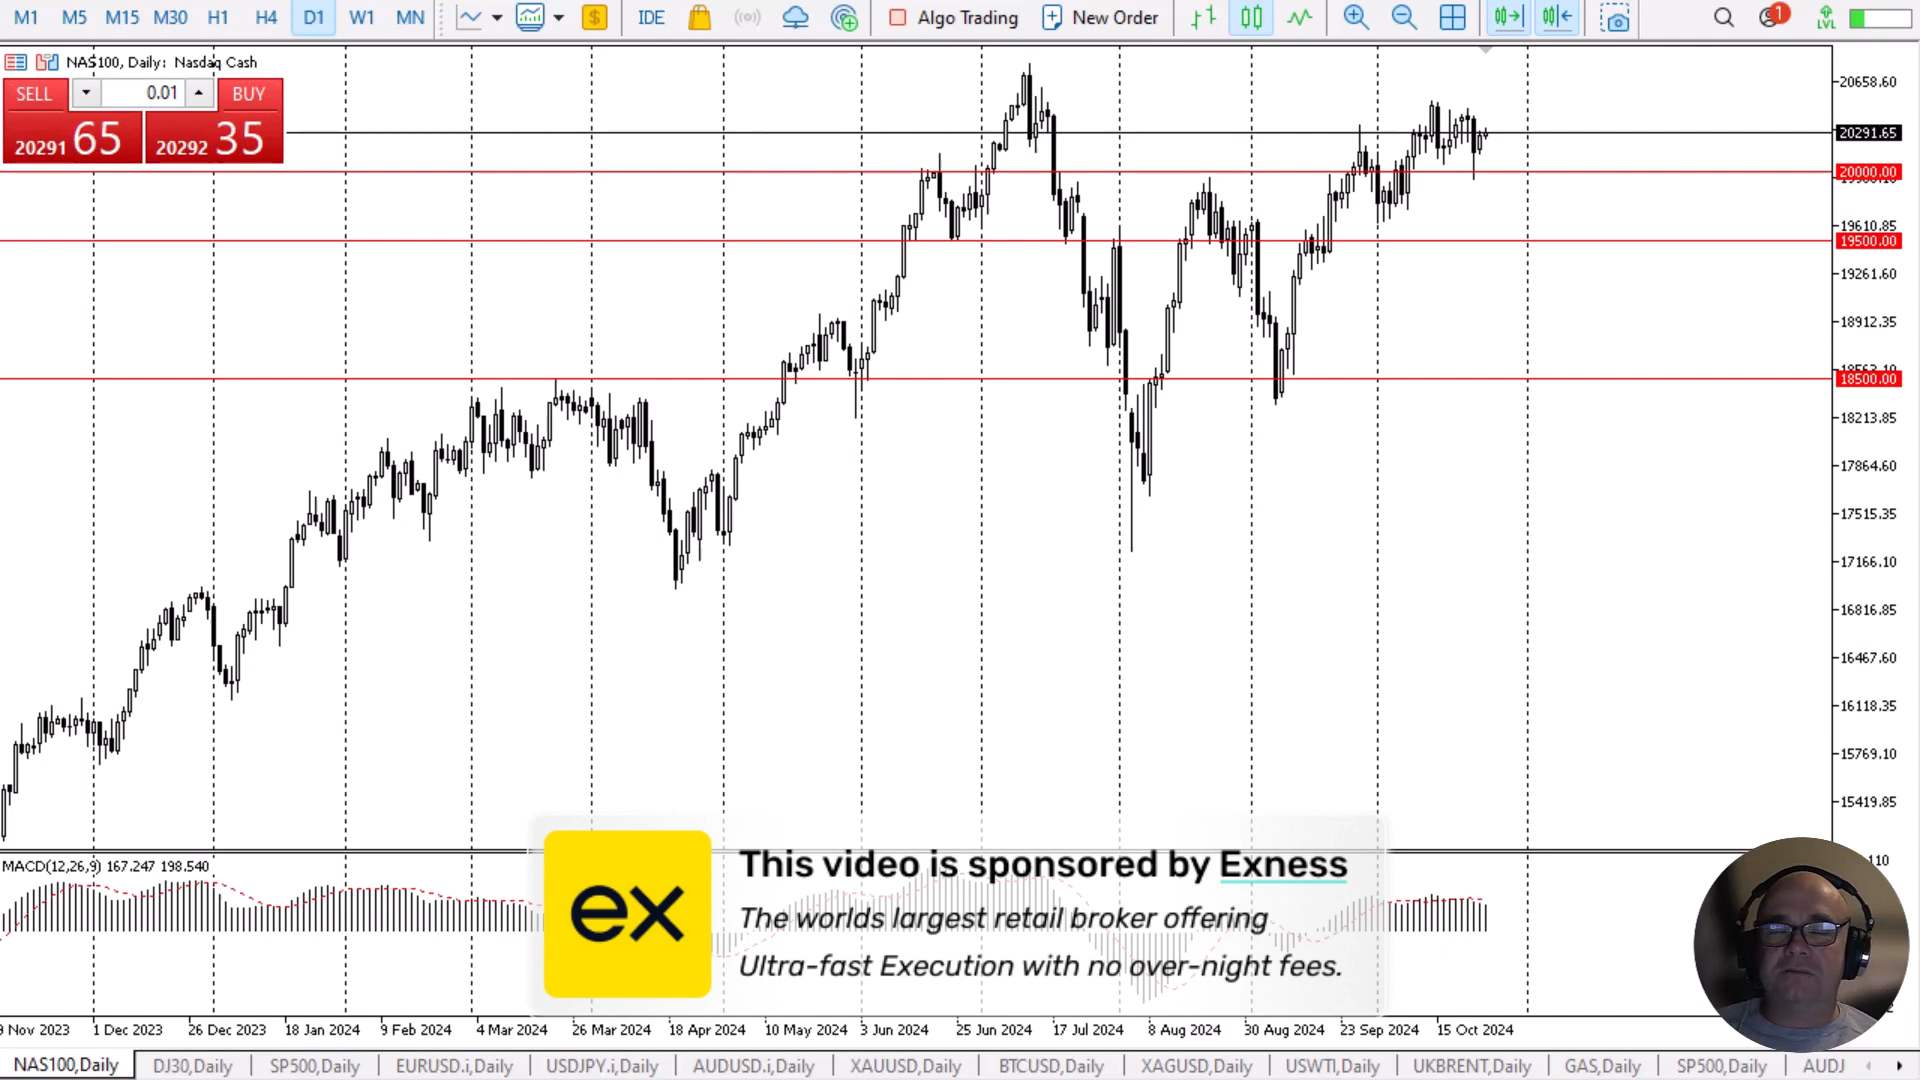 M1 M5 M15 M30 H1 H4 D1 W1 MN $ IDE Algo Trading New Order 1 LVL
NAS100, Daily: Nasdaq Cash
SELL 0.01 BUY
20291 65 20292 35
20658.60
20291.65
20000.00
19610.85
19500.00
19261.60
18912.35
18500.00
18213.85
17864.60
17515.35
17166.10
16816.85
16467.60
16118.35
15769.10
15419.85
MACD(12,26,9) 167.247 198.540
ex
This video is sponsored by Exness
The worlds largest retail broker offering
Ultra-fast Execution with no over-night fees.
9 Nov 2023 1 Dec 2023 26 Dec 2023 18 Jan 2024 9 Feb 2024 4 Mar 2024 26 Mar 2024 18 Apr 2024 10 May 2024 3 Jun 2024 25 Jun 2024 17 Jul 2024 8 Aug 2024 30 Aug 2024 23 Sep 2024 15 Oct 2024
NAS100,Daily DJ30,Daily SP500,Daily EURUSD.i,Daily USDJPY.i,Daily AUDUSD.i,Daily XAUUSD,Daily BTCUSD,Daily XAGUSD,Daily USWTI,Daily UKBRENT,Daily GAS,Daily SP500,Daily AUDJ